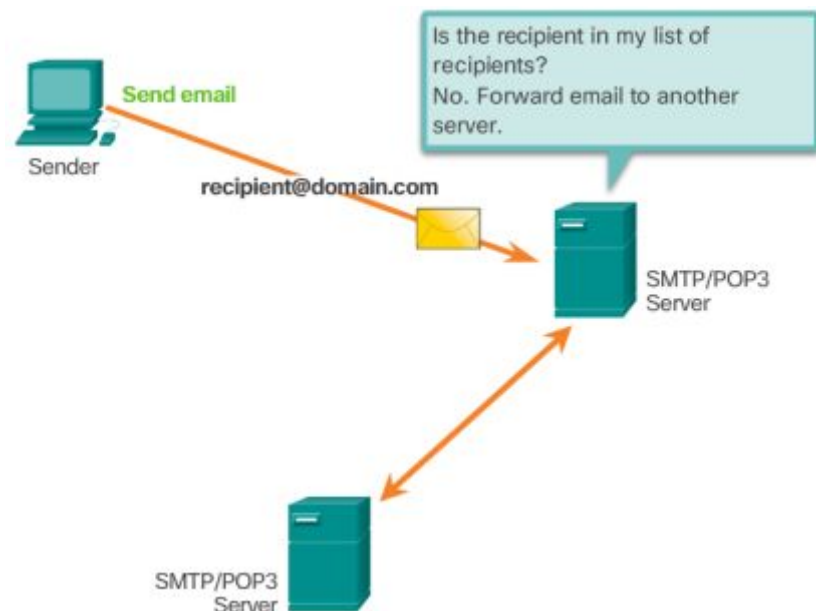 Is the recipient in my list of
recipients?
No. Forward email to another
server.
Send email
Sender
recipient@domain.com
SMTP/POP3
Server
SMTP/POP3
Server